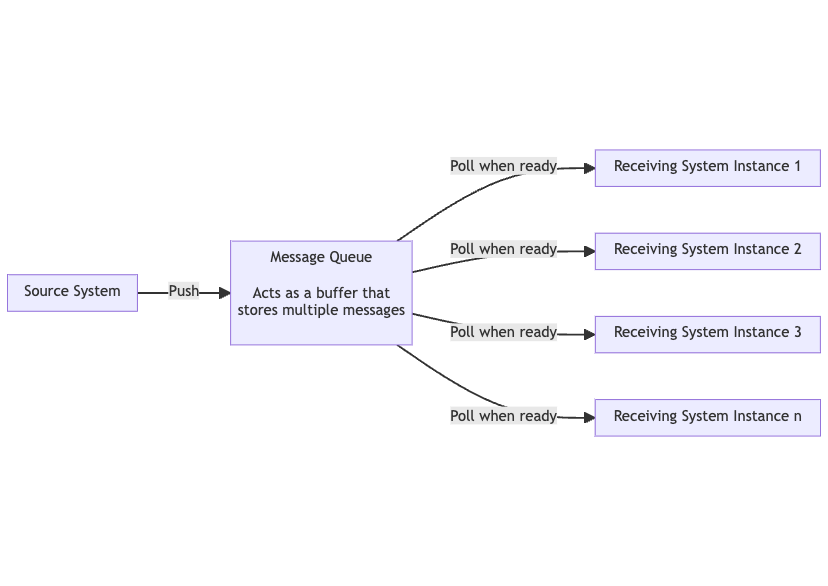 Source System
Push
Message Queue
Acts as a buffer that
stores multiple messages
Poll when ready
Receiving System Instance 1
Poll when ready
Receiving System Instance 2
Poll when ready
Receiving System Instance 3
Poll when ready
Receiving System Instance n